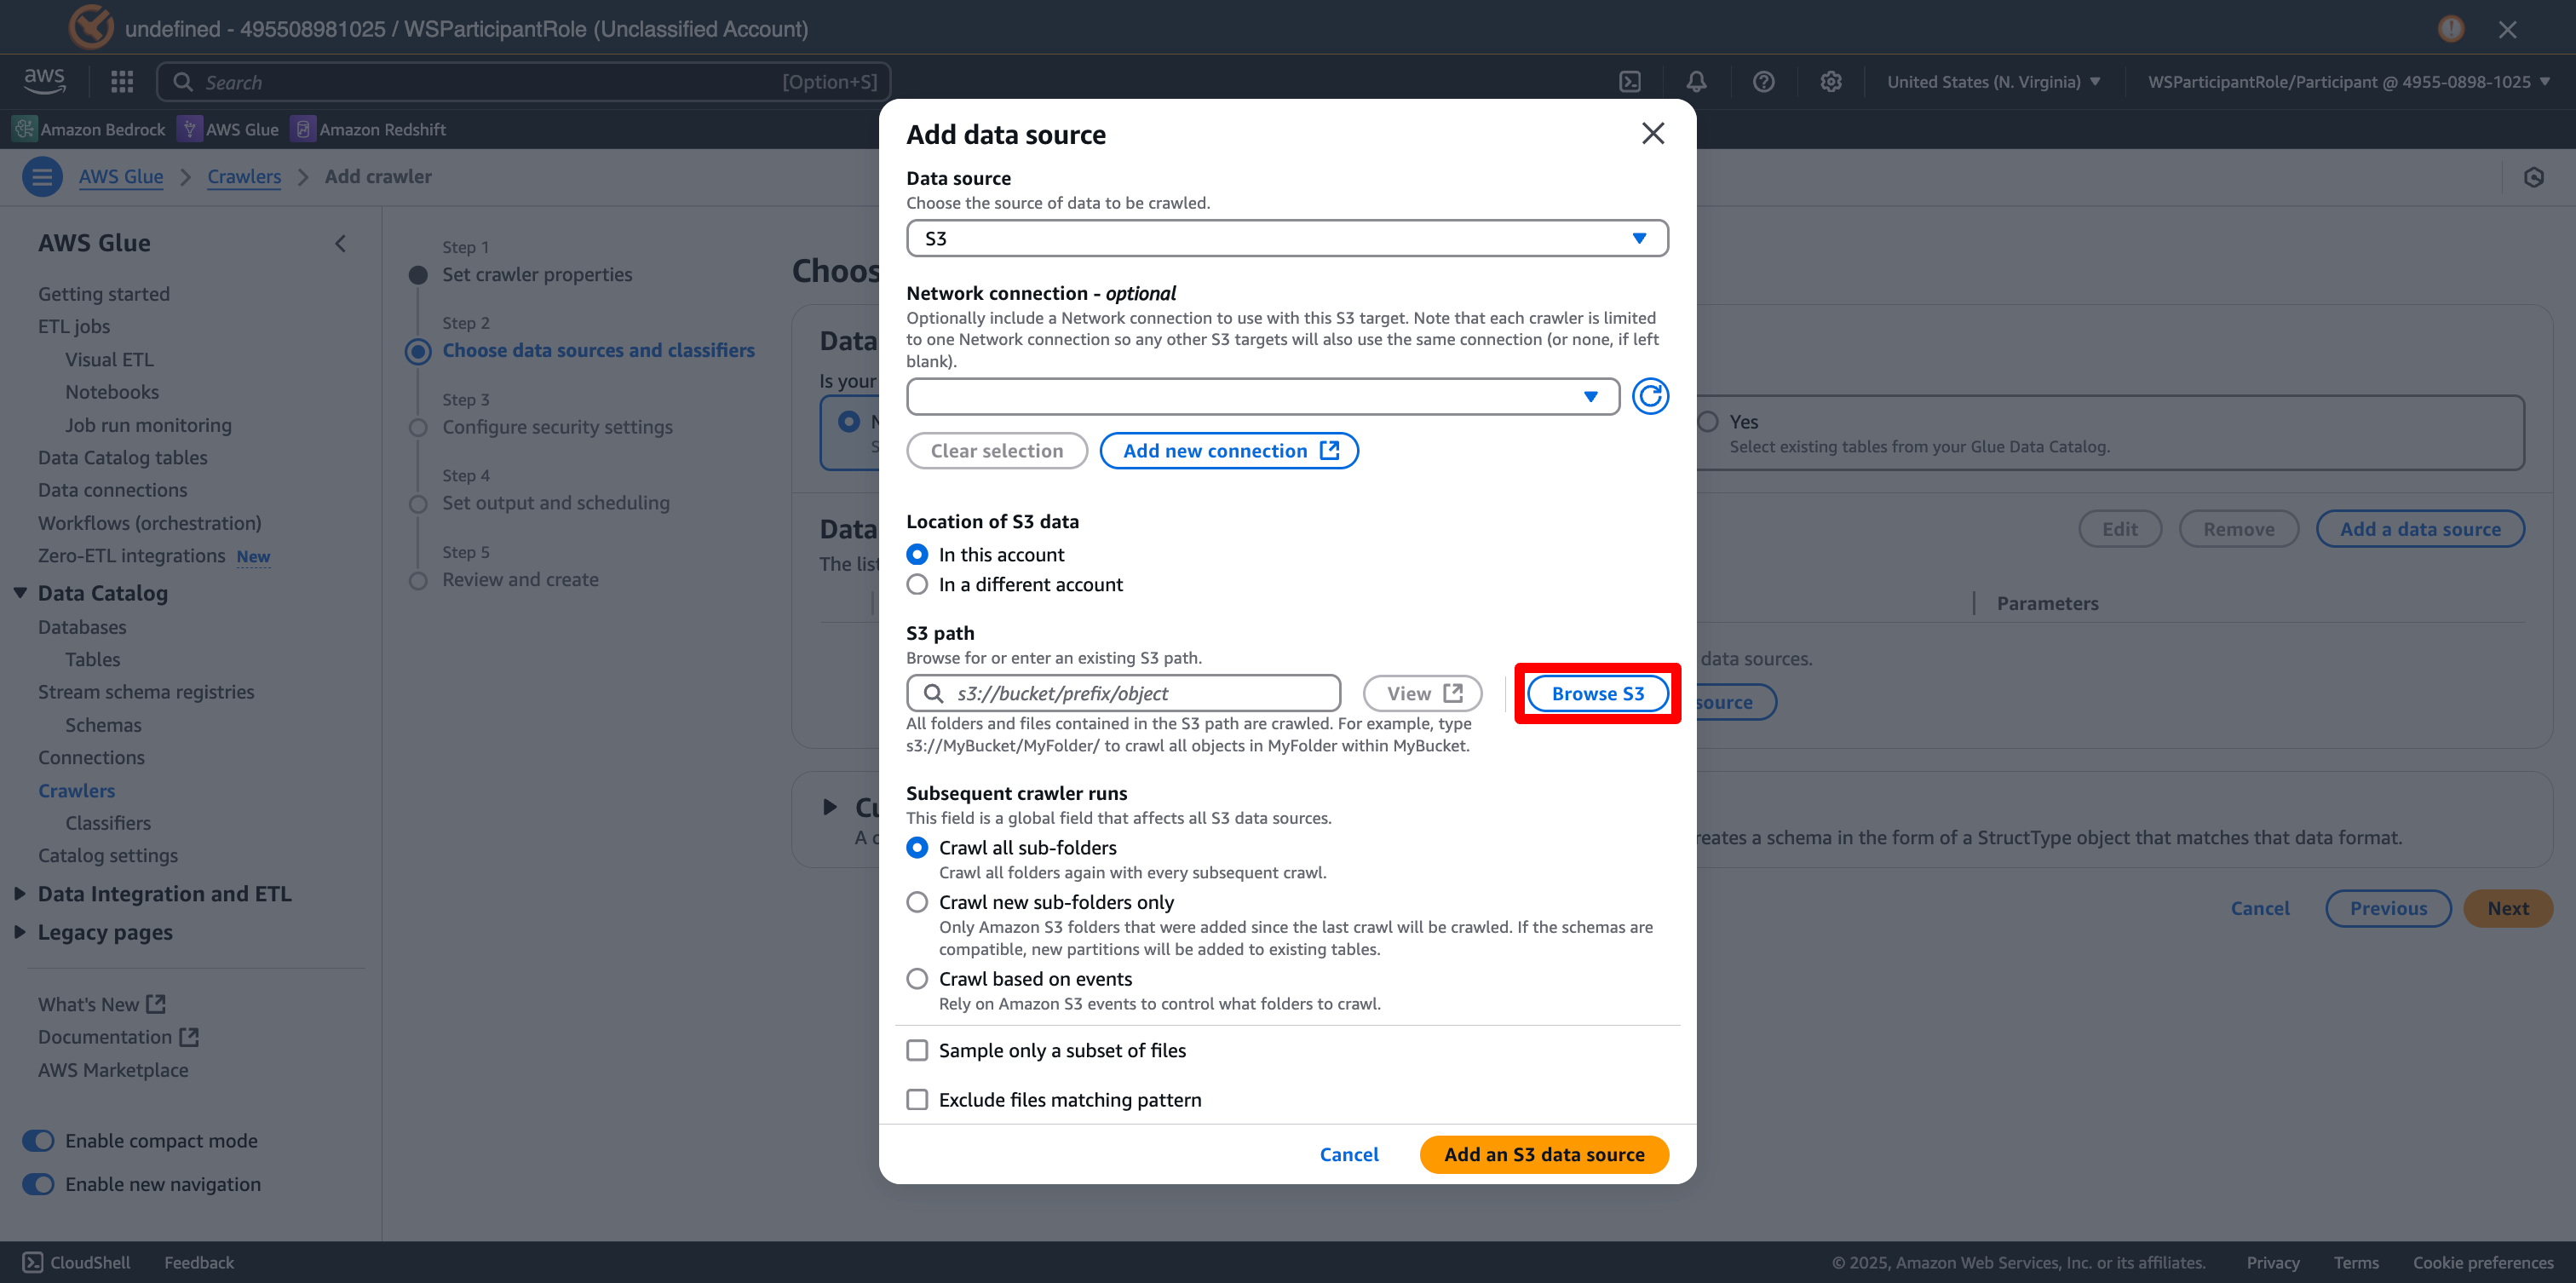 undefined - 495508981025 / WSParticipantRole (Unclassified Account)
aws
Search
[Option+S]
United States (N. Virginia)
WSParticipantRole/Participant @ 4955-0898-1025
Amazon Bedrock
AWS Glue
Amazon Redshift
AWS Glue
Crawlers
Add crawler
AWS Glue
Getting started
ETL jobs
Visual ETL
Notebooks
Job run monitoring
Data Catalog tables
Data connections
Workflows (orchestration)
Zero-ETL integrations New
Data Catalog
Databases
Tables
Stream schema registries
Schemas
Connections
Crawlers
Classifiers
Catalog settings
Data Integration and ETL
Legacy pages
What's New
Documentation
AWS Marketplace
Enable compact mode
Enable new navigation
Step 1
Set crawler properties
Step 2
Choose data sources and classifiers
Step 3
Configure security settings
Step 4
Set output and scheduling
Step 5
Review and create
Choos
Data
Is your
Yes
Select existing tables from your Glue Data Catalog.
Data
The list
Edit
Remove
Add a data source
Parameters
data sources.
source
A c
reates a schema in the form of a StructType object that matches that data format.
Cancel
Previous
Next
Add data source
Data source
Choose the source of data to be crawled.
S3
Network connection - optional
Optionally include a Network connection to use with this S3 target. Note that each crawler is limited
to one Network connection so any other S3 targets will also use the same connection (or none, if left
blank).
Clear selection
Add new connection
Location of S3 data
In this account
In a different account
S3 path
Browse for or enter an existing S3 path.
s3://bucket/prefix/object
View
Browse S3
All folders and files contained in the S3 path are crawled. For example, type
s3://MyBucket/MyFolder/ to crawl all objects in MyFolder within MyBucket.
Subsequent crawler runs
This field is a global field that affects all S3 data sources.
Crawl all sub-folders
Crawl all folders again with every subsequent crawl.
Crawl new sub-folders only
Only Amazon S3 folders that were added since the last crawl will be crawled. If the schemas are
compatible, new partitions will be added to existing tables.
Crawl based on events
Rely on Amazon S3 events to control what folders to crawl.
Sample only a subset of files
Exclude files matching pattern
Cancel
Add an S3 data source
CloudShell
Feedback
© 2025, Amazon Web Services, Inc. or its affiliates.
Privacy
Terms
Cookie preferences